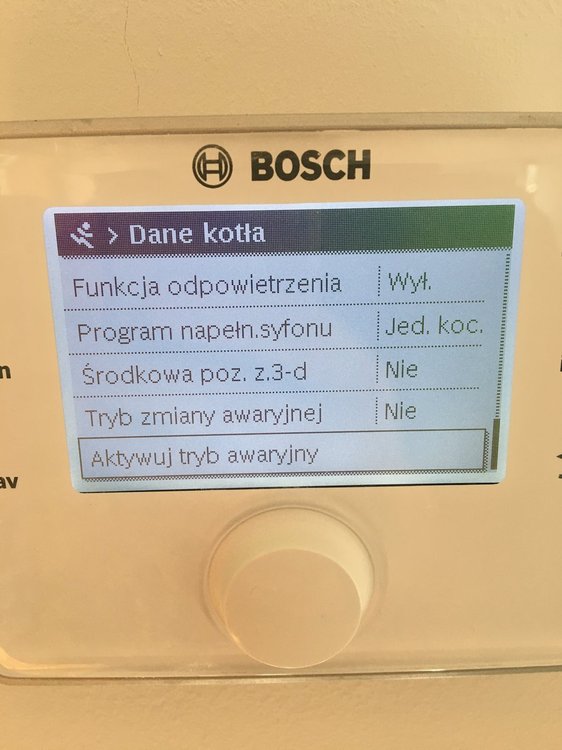 BOSCH
> Dane kotła
Funkcja odpowietrzenia Wył.
Program napełn.syfonu Jed. koc.
Środkowa poz. z.3-d Nie
Tryb zmiany awaryjnej Nie
Aktywuj tryb awaryjny
n
av